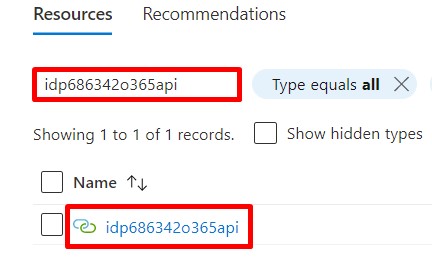 Resources Recommendations
idp686342o365api Type equals all
Showing 1 to 1 of 1 records. Show hidden types
Name
idp686342o365api